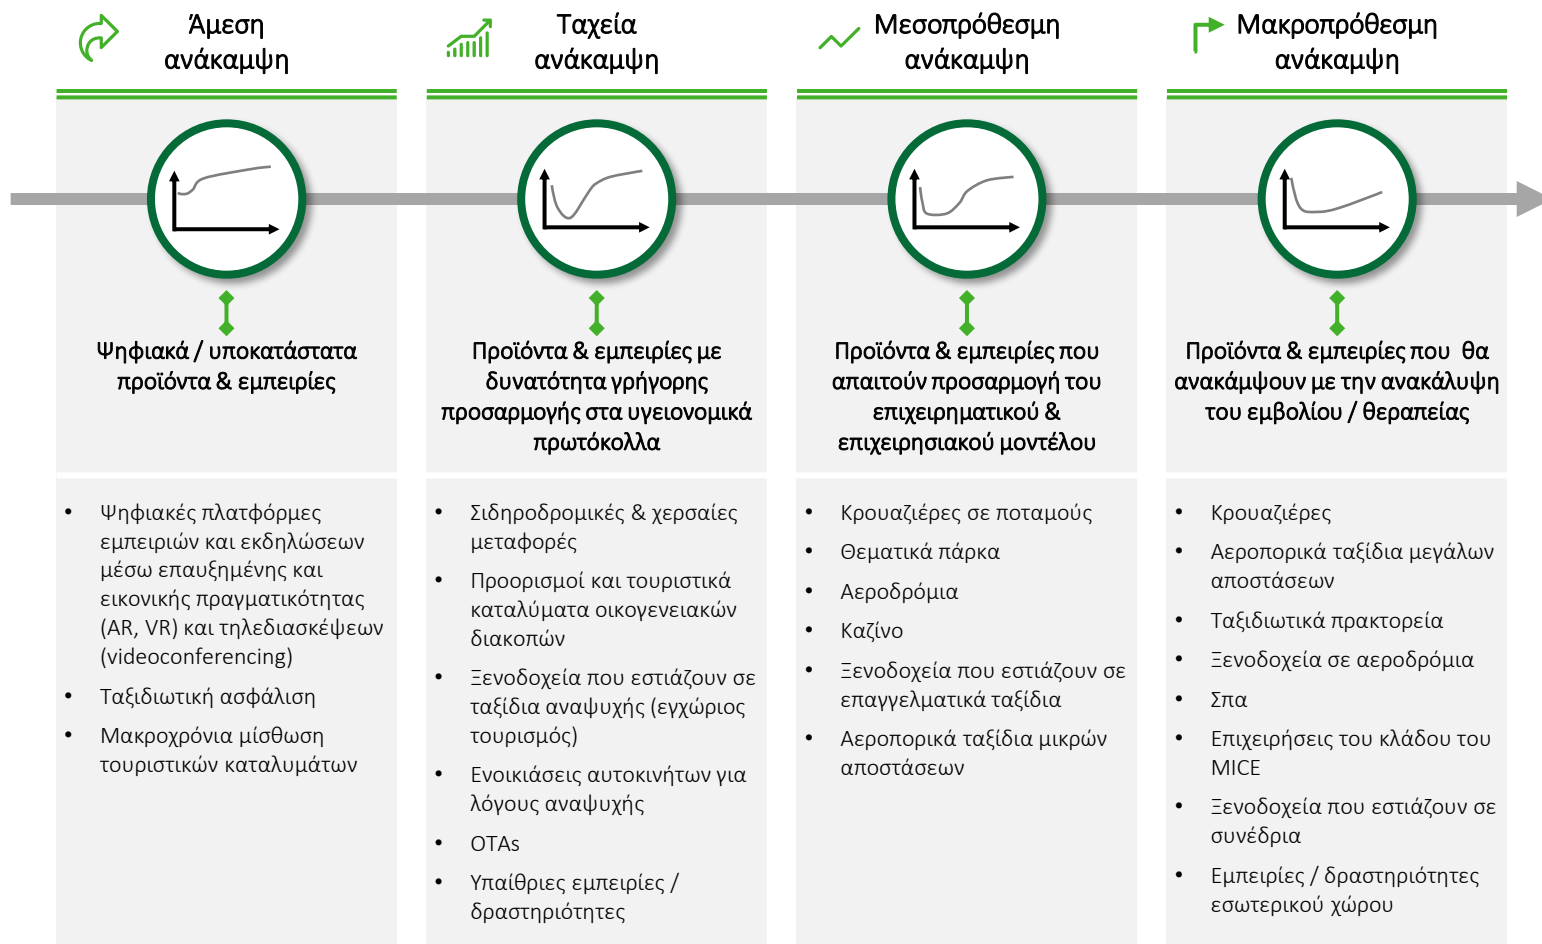 Άμεση
ανάκαμψη
Ταχεία
ανάκαμψη
Μεσοπρόθεσμη
ανάκαμψη
Μακροπρόθεσμη
ανάκαμψη
Ψηφιακά / υποκατάστατα
προϊόντα & εμπειρίες
Προϊόντα & εμπειρίες με
δυνατότητα γρήγορης
προσαρμογής στα υγειονομικά
πρωτόκολλα
Προϊόντα & εμπειρίες που
απαιτούν προσαρμογή του
επιχειρηματικού &
επιχειρησιακού μοντέλου
Προϊόντα & εμπειρίες που θα
ανακάμψουν με την ανακάλυψη
του εμβολίου / θεραπείας
• Ψηφιακές πλατφόρμες
εμπειριών και εκδηλώσεων
μέσω επαυξημένης και
εικονικής πραγματικότητας
(AR, VR) και τηλεδιασκέψεων
(videoconferencing)
• Ταξιδιωτική ασφάλιση
• Μακροχρόνια μίσθωση
τουριστικών καταλυμάτων
• Σιδηροδρομικές & χερσαίες
μεταφορές
• Προορισμοί και τουριστικά
καταλύματα οικογενειακών
διακοπών
• Ξενοδοχεία που εστιάζουν σε
ταξίδια αναψυχής (εγχώριος
τουρισμός)
• Ενοικιάσεις αυτοκινήτων για
λόγους αναψυχής
• OTAs
• Υπαίθριες εμπειρίες /
δραστηριότητες
• Κρουαζιέρες σε ποταμούς
• Θεματικά πάρκα
• Αεροδρόμια
• Καζίνο
• Ξενοδοχεία που εστιάζουν σε
επαγγελματικά ταξίδια
• Αεροπορικά ταξίδια μικρών
αποστάσεων
• Κρουαζιέρες
• Αεροπορικά ταξίδια μεγάλων
αποστάσεων
• Ταξιδιωτικά πρακτορεία
• Ξενοδοχεία σε αεροδρόμια
• Σπα
• Επιχειρήσεις του κλάδου του
MICE
• Ξενοδοχεία που εστιάζουν σε
συνέδρια
• Εμπειρίες / δραστηριότητες
εσωτερικού χώρου